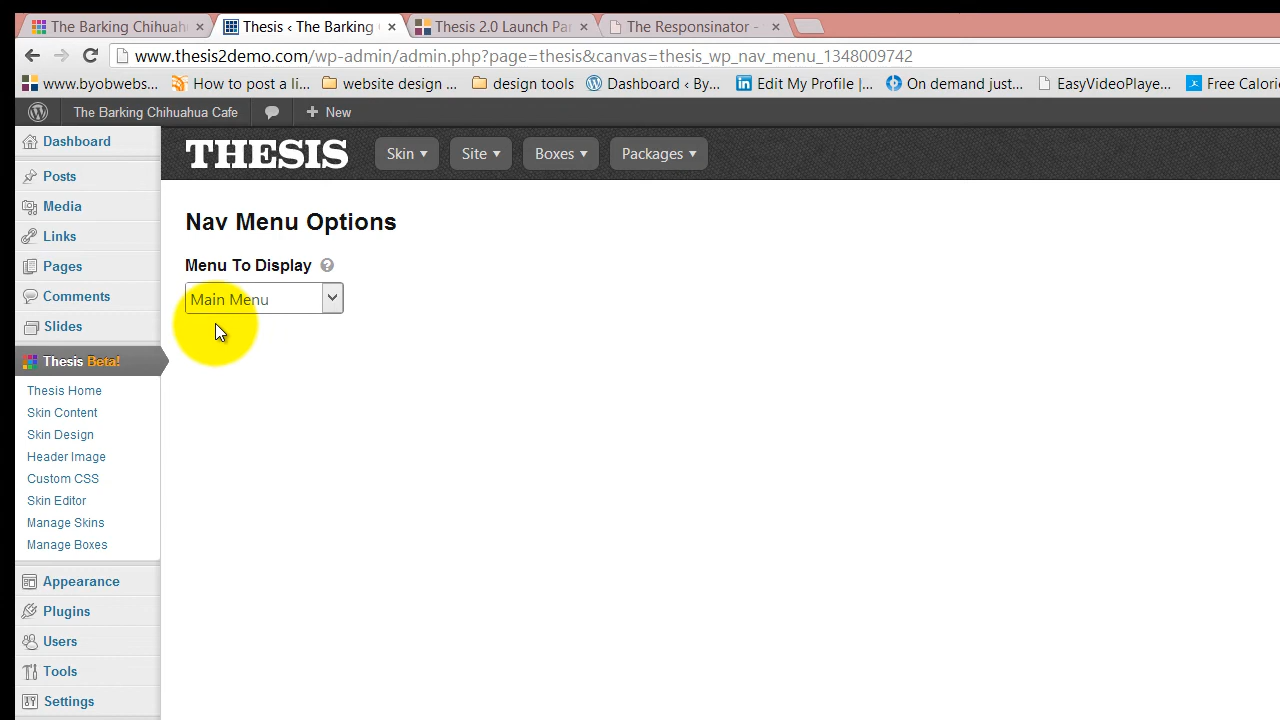 The Barking Chihuahu
Thesis ‹ The Barking
Thesis 2.0 Launch Par
The Responsinator -
www.thesis2demo.com/wp-admin/admin.php?page=thesis&canvas=thesis_wp_nav_menu_1348009742
www.byobwebs...
How to post a li...
website design ...
design tools
Dashboard ‹ By...
Edit My Profile |...
On demand just...
EasyVideoPlaye...
Free Calori
The Barking Chihuahua Cafe
+ New
Dashboard
Posts
Media
Links
Pages
Comments
Slides
Thesis Beta!
Thesis Home
Skin Content
Skin Design
Header Image
Custom CSS
Skin Editor
Manage Skins
Manage Boxes
Appearance
Plugins
Users
Tools
Settings
THESIS
Skin ▾
Site ▾
Boxes ▾
Packages ▾
Nav Menu Options
Menu To Display ?
Main Menu